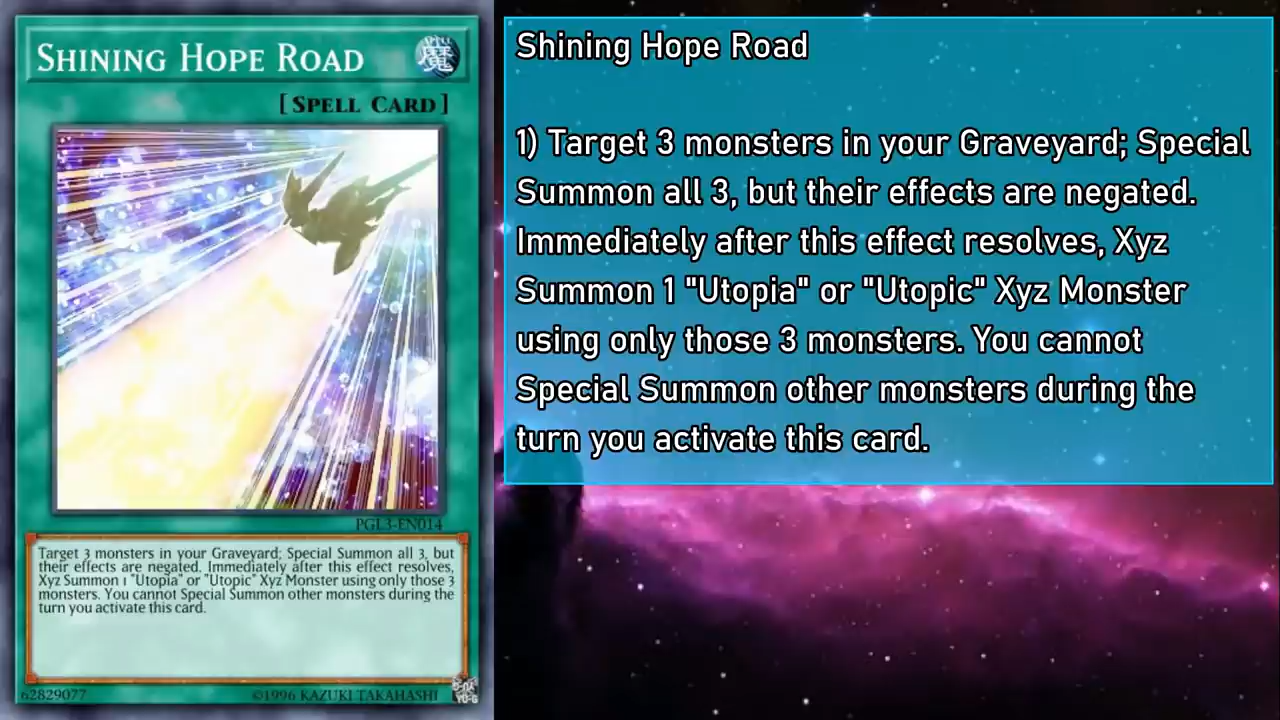 SHINING HOPE ROAD
魔
[SPELL CARD]
PGL3-EN014
Target 3 monsters in your Graveyard; Special Summon all 3, but
their effects are negated. Immediately after this effect resolves,
Xyz Summon 1 "Utopia" or "Utopic" Xyz Monster using only those 3
monsters. You cannot Special Summon other monsters during the
turn you activate this card.
62829077
©1996 KAZUKI TAKAHASHI
Shining Hope Road
1) Target 3 monsters in your Graveyard; Special
Summon all 3, but their effects are negated.
Immediately after this effect resolves, Xyz
Summon 1 "Utopia" or "Utopic" Xyz Monster
using only those 3 monsters. You cannot
Special Summon other monsters during the
turn you activate this card.